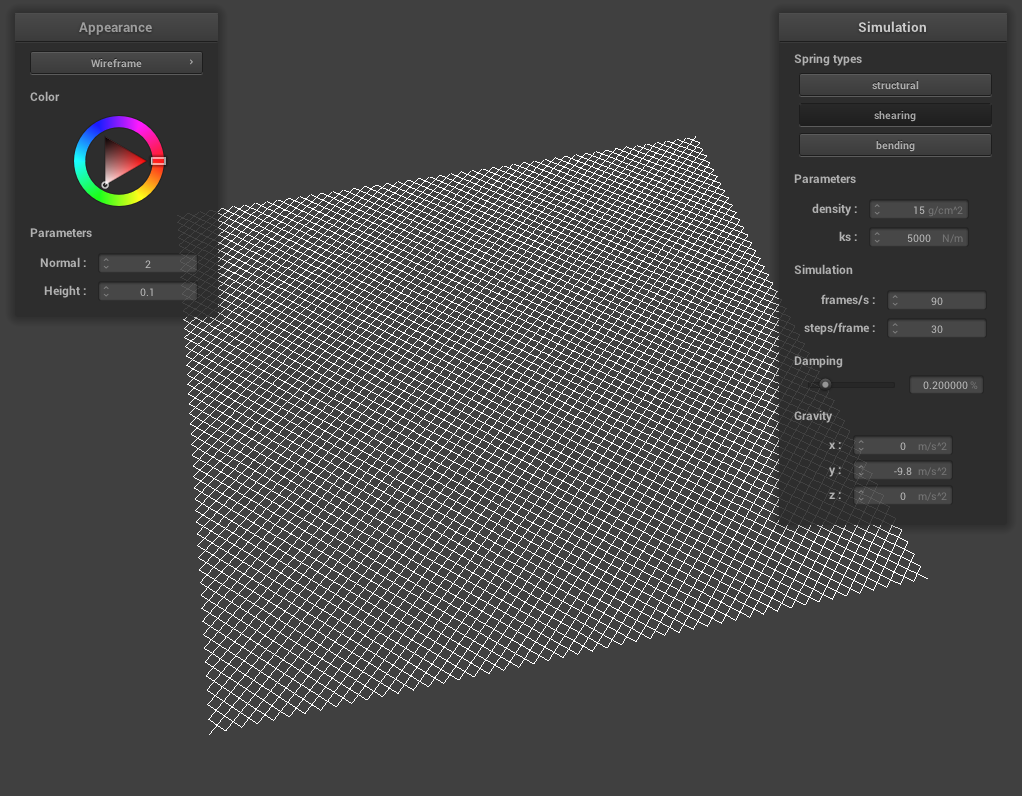 Appearance
Wireframe ›
Color
Parameters
Normal : 2
Height : 0.1
Simulation
Spring types
structural
shearing
bending
Parameters
density : 15 g/cm^2
ks : 5000 N/m
Simulation
frames/s : 90
steps/frame : 30
Damping
0.200000 %
Gravity
x : 0 m/s^2
y : -9.8 m/s^2
z : 0 m/s^2